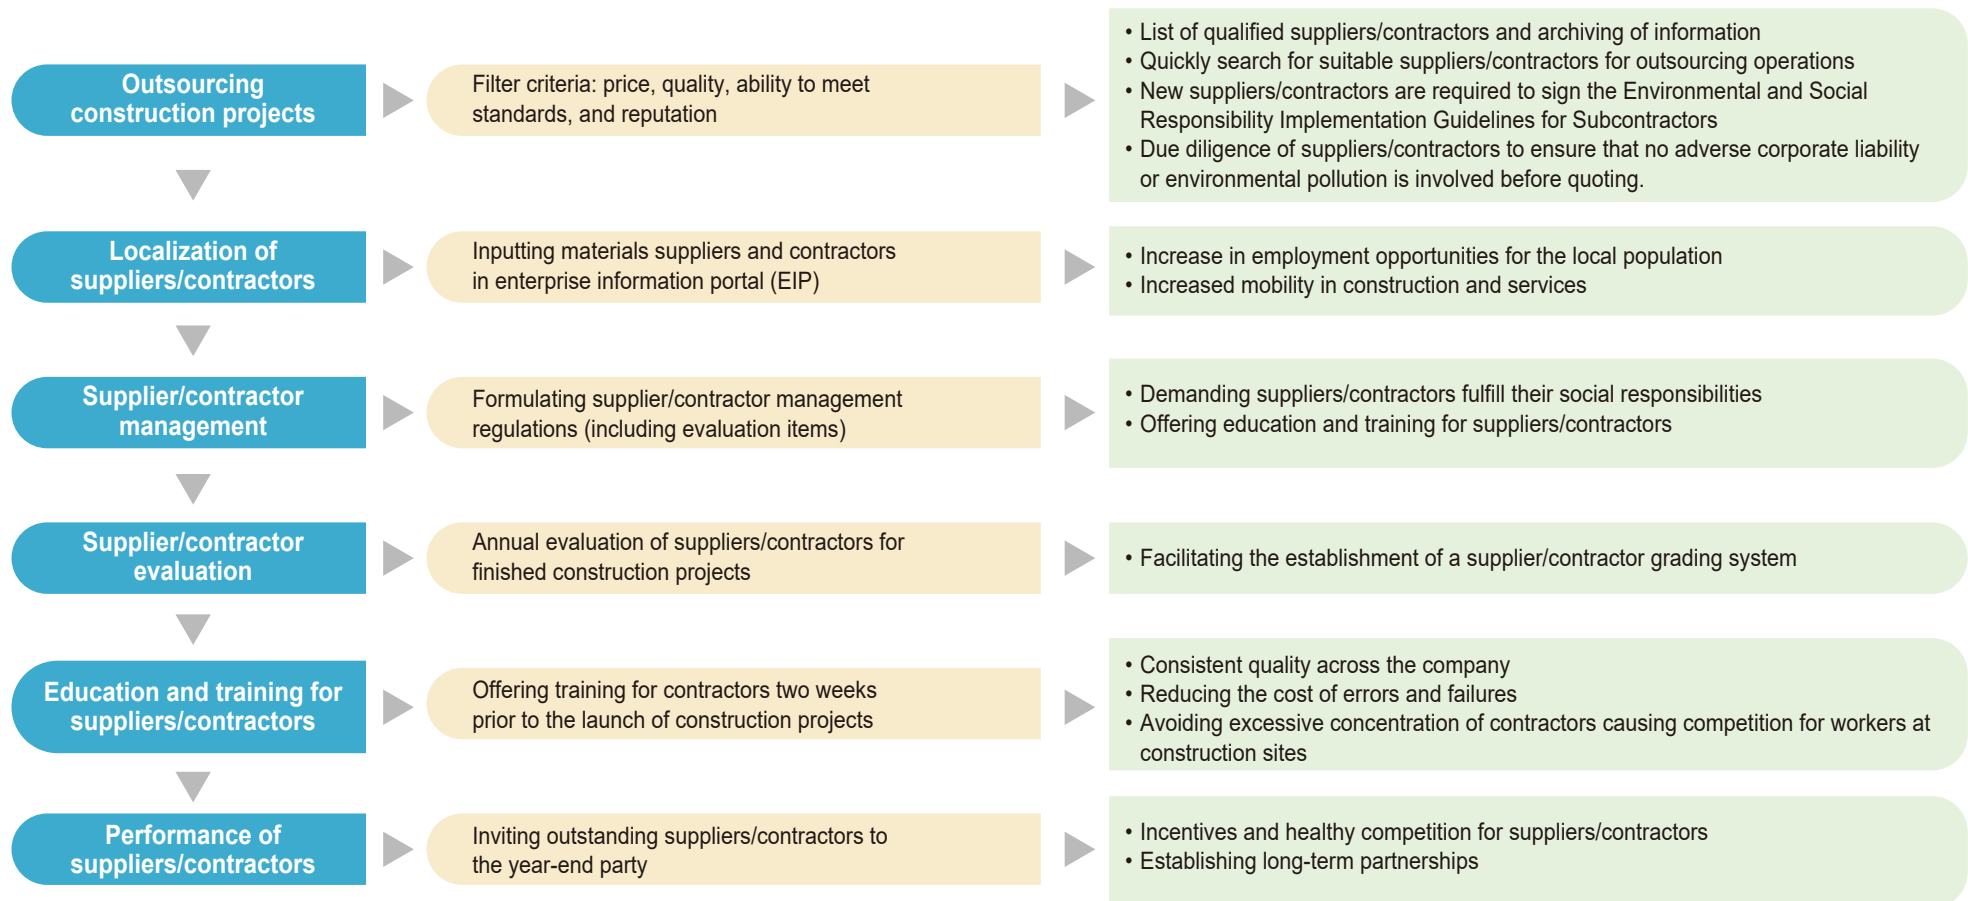 Outsourcing
construction projects
Filter criteria: price, quality, ability to meet
standards, and reputation
• List of qualified suppliers/contractors and archiving of information
• Quickly search for suitable suppliers/contractors for outsourcing operations
• New suppliers/contractors are required to sign the Environmental and Social
Responsibility Implementation Guidelines for Subcontractors
• Due diligence of suppliers/contractors to ensure that no adverse corporate liability
or environmental pollution is involved before quoting.
Localization of
suppliers/contractors
Inputting materials suppliers and contractors
in enterprise information portal (EIP)
• Increase in employment opportunities for the local population
• Increased mobility in construction and services
Supplier/contractor
management
Formulating supplier/contractor management
regulations (including evaluation items)
• Demanding suppliers/contractors fulfill their social responsibilities
• Offering education and training for suppliers/contractors
Supplier/contractor
evaluation
Annual evaluation of suppliers/contractors for
finished construction projects
• Facilitating the establishment of a supplier/contractor grading system
Education and training for
suppliers/contractors
Offering training for contractors two weeks
prior to the launch of construction projects
• Consistent quality across the company
• Reducing the cost of errors and failures
• Avoiding excessive concentration of contractors causing competition for workers at
construction sites
Performance of
suppliers/contractors
Inviting outstanding suppliers/contractors to
the year-end party
• Incentives and healthy competition for suppliers/contractors
• Establishing long-term partnerships